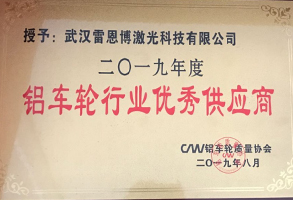 授予：武汉雷恩博激光科技有限公司
二〇一九年度
铝车轮行业优秀供应商
CAW铝车轮质量协会
二〇一九年八月